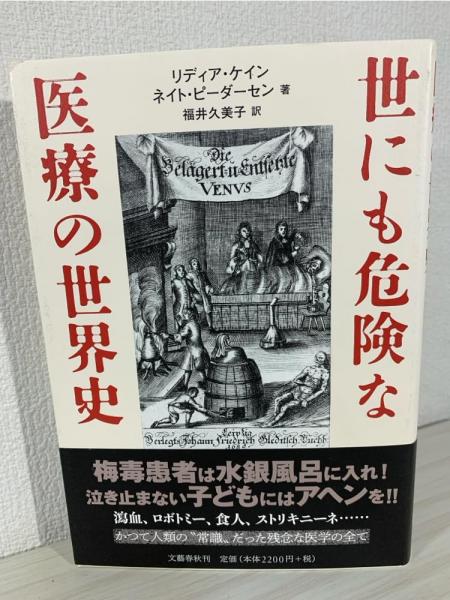 世にも危険な
医療の世界史
リディア・ケイン
ネイト・ピーダーセン 著
福井久美子 訳
Die
Belägert-u Entsetzte
VENUS
Leipzig
Verlegts Johann Friedrich Gleditsch Buchh
梅毒患者は水銀風呂に入れ!
泣き止まない子どもにはアヘンを!!
瀉血、ロボトミー、食人、ストリキニーネ……
かつて人類の〝常識〟だった残念な医学の全て
文藝春秋刊 定価(本体2200円+税)